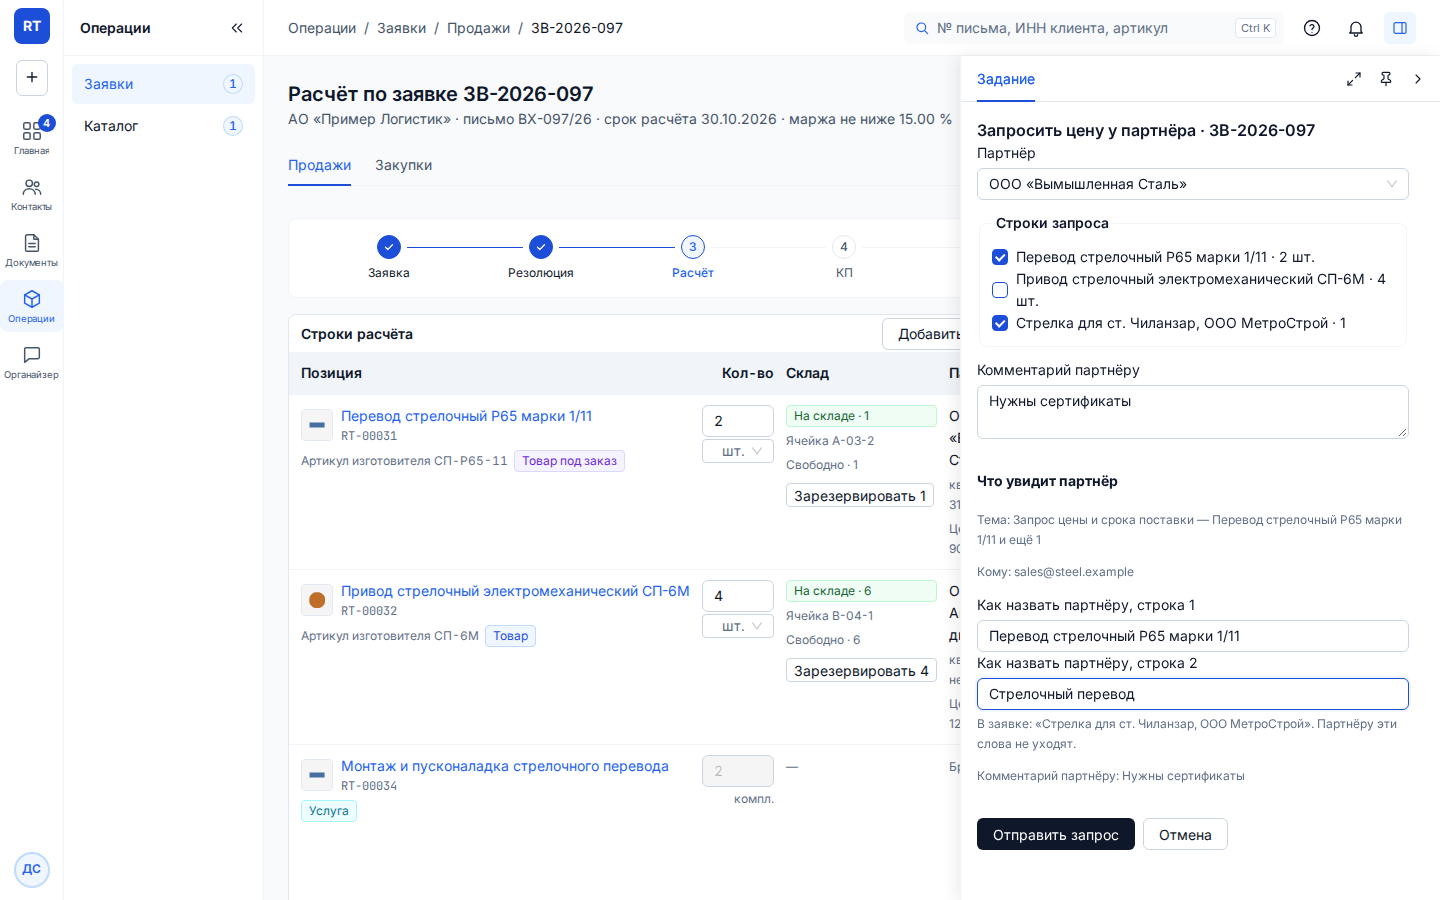 RT
Операции
Операции / Заявки / Продажи / ЗВ-2026-097
№ письма, ИНН клиента, артикул
Ctrl K
4
Главная
Контакты
Документы
Операции
Органайзер
ДС
Заявки
1
Каталог
1
Расчёт по заявке ЗВ-2026-097
АО «Пример Логистик» · письмо ВХ-097/26 · срок расчёта 30.10.2026 · маржа не ниже 15.00 %
Продажи
Закупки
3
4
Заявка
Резолюция
Расчёт
КП
Строки расчёта
Добавить
Позиция
Кол-во
Склад
Перевод стрелочный Р65 марки 1/11
RT-00031
Артикул изготовителя СП-Р65-11
Товар под заказ
2
шт.
На складе · 1
Ячейка A-03-2
Свободно · 1
Зарезервировать 1
Привод стрелочный электромеханический СП-6М
RT-00032
Артикул изготовителя СП-6М
Товар
4
шт.
На складе · 6
Ячейка B-04-1
Свободно · 6
Зарезервировать 4
Монтаж и пусконаладка стрелочного перевода
RT-00034
Услуга
2
компл.
—
Задание
Запросить цену у партнёра · ЗВ-2026-097
Партнёр
ООО «Вымышленная Сталь»
Строки запроса
Перевод стрелочный Р65 марки 1/11 · 2 шт.
Привод стрелочный электромеханический СП-6М · 4
шт.
Стрелка для ст. Чиланзар, ООО МетроСтрой · 1
Комментарий партнёру
Нужны сертификаты
Что увидит партнёр
Тема: Запрос цены и срока поставки — Перевод стрелочный Р65 марки
1/11 и ещё 1
Кому: sales@steel.example
Как назвать партнёру, строка 1
Перевод стрелочный Р65 марки 1/11
Как назвать партнёру, строка 2
Стрелочный перевод
В заявке: «Стрелка для ст. Чиланзар, ООО МетроСтрой». Партнёру эти
слова не уходят.
Комментарий партнёру: Нужны сертификаты
Отправить запрос
Отмена